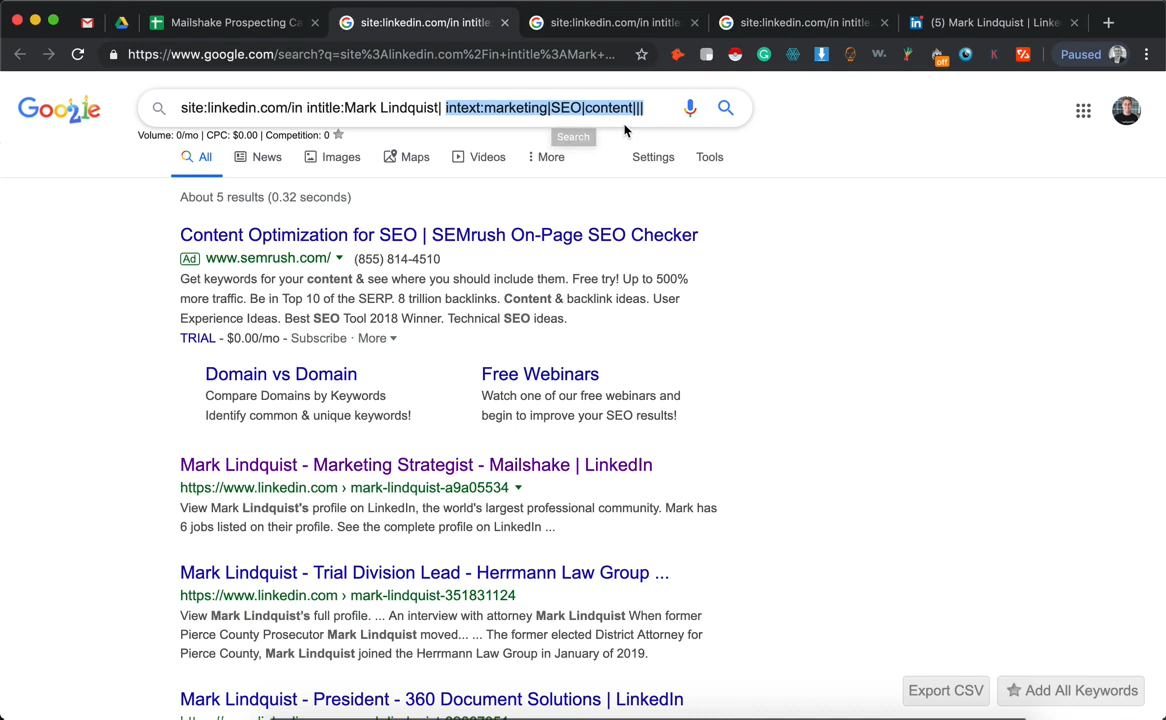 Mailshake Prospecting Ca
site:linkedin.com/in intitle:
site:linkedin.com/in intitle:
site:linkedin.com/in intitle:
(5) Mark Lindquist | Linke
https://www.google.com/search?q=site%3Alinkedin.com%2Fin+intitle%3AMark+...
off
Paused
Google
site:linkedin.com/in intitle:Mark Lindquist| intext:marketing|SEO|content|||
Volume: 0/mo | CPC: $0.00 | Competition: 0
Search
All
News
Images
Maps
Videos
More
Settings
Tools
About 5 results (0.32 seconds)
Content Optimization for SEO | SEMrush On-Page SEO Checker
Ad www.semrush.com/ (855) 814-4510
Get keywords for your content & see where you should include them. Free try! Up to 500%
more traffic. Be in Top 10 of the SERP. 8 trillion backlinks. Content & backlink ideas. User
Experience Ideas. Best SEO Tool 2018 Winner. Technical SEO ideas.
TRIAL - $0.00/mo - Subscribe · More
Domain vs Domain
Compare Domains by Keywords
Identify common & unique keywords!
Free Webinars
Watch one of our free webinars and
begin to improve your SEO results!
Mark Lindquist - Marketing Strategist - Mailshake | LinkedIn
https://www.linkedin.com › mark-lindquist-a9a05534
View Mark Lindquist's profile on LinkedIn, the world's largest professional community. Mark has
6 jobs listed on their profile. See the complete profile on LinkedIn ...
Mark Lindquist - Trial Division Lead - Herrmann Law Group ...
https://www.linkedin.com › mark-lindquist-351831124
View Mark Lindquist's full profile. ... An interview with attorney Mark Lindquist When former
Pierce County Prosecutor Mark Lindquist moved... ... The former elected District Attorney for
Pierce County, Mark Lindquist joined the Herrmann Law Group in January of 2019.
Mark Lindquist - President - 360 Document Solutions | LinkedIn
Export CSV
Add All Keywords